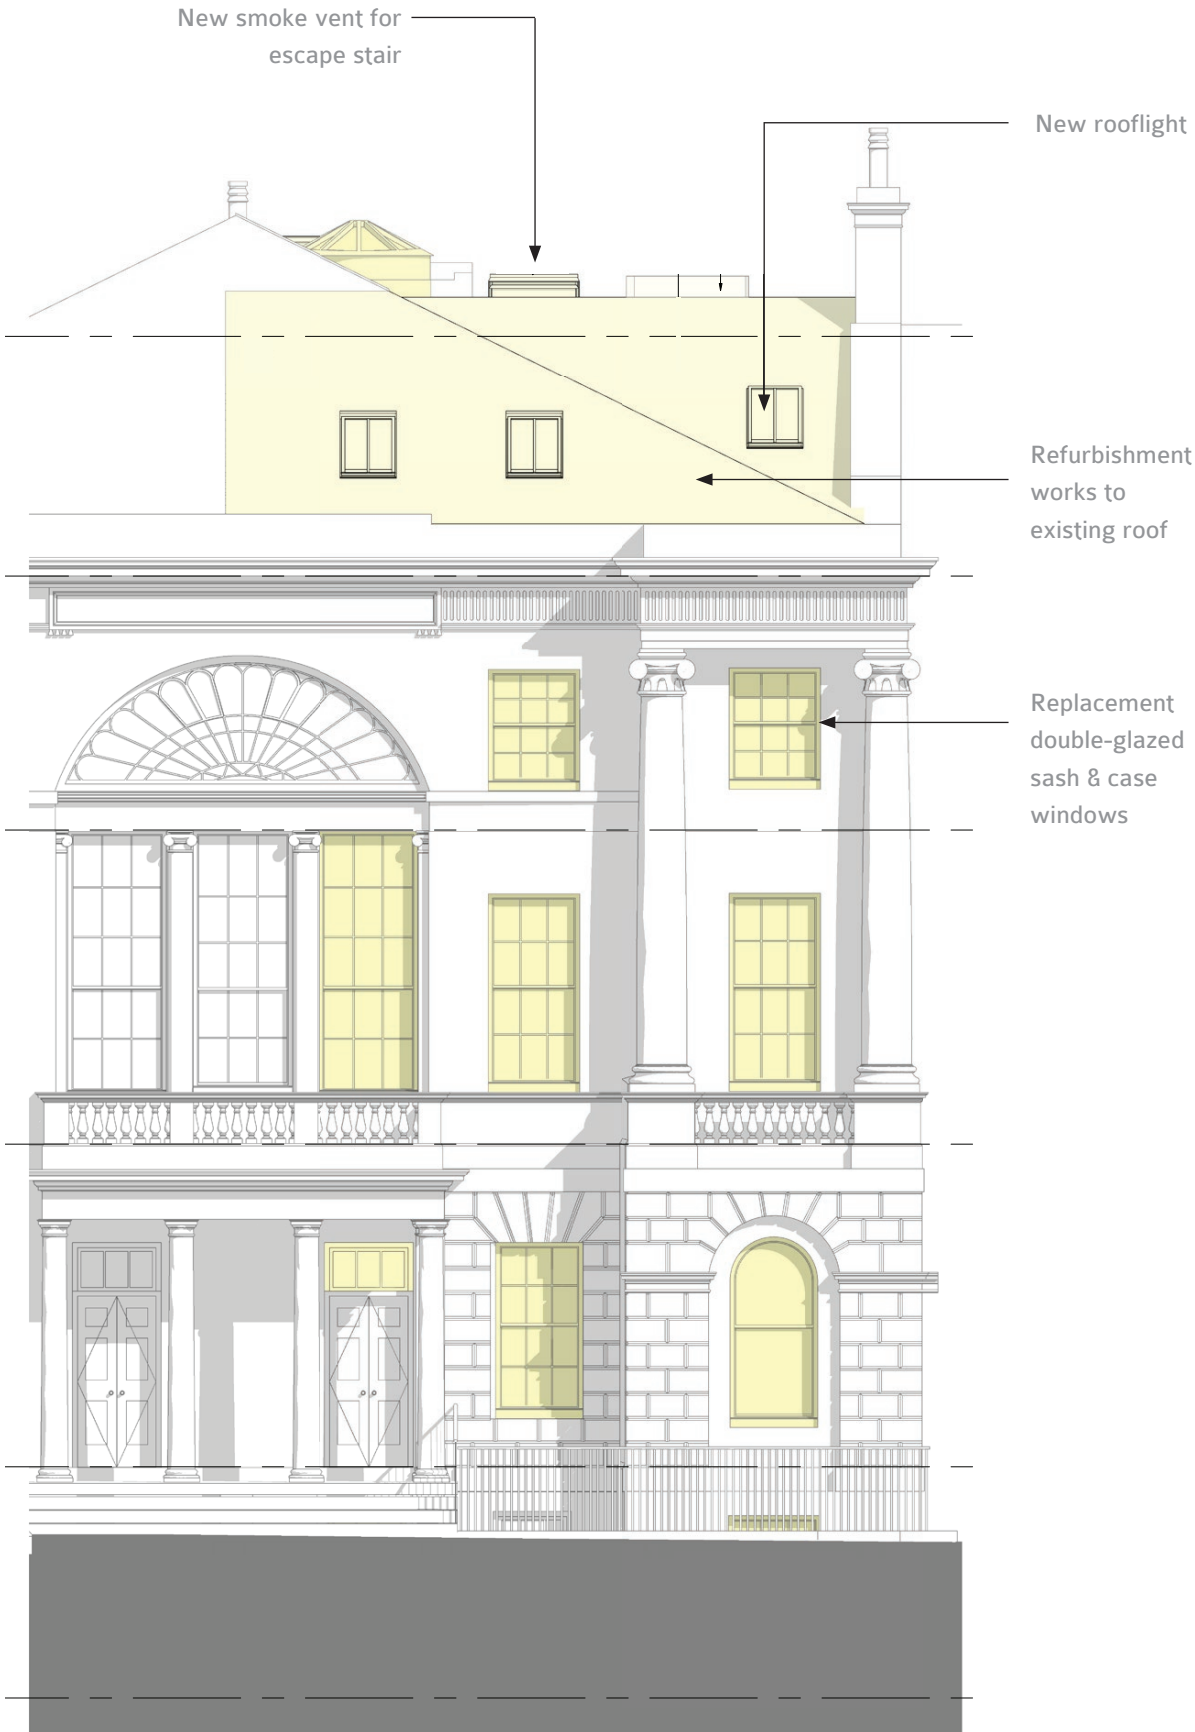 New smoke vent for
escape stair
New rooflight
Refurbishment
works to
existing roof
Replacement
double-glazed
sash & case
windows